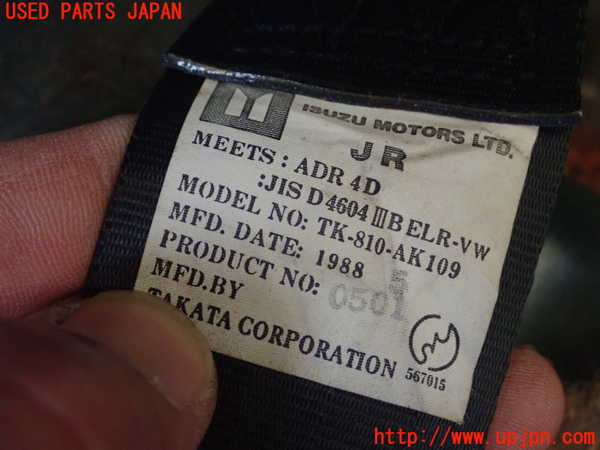 USED PARTS JAPAN
ISUZU MOTORS LTD.
JR
MEETS: ADR 4D
:JIS D4604 ⅢB ELR-VW
MODEL NO: TK-810-AK109
MFD. DATE: 1988 5
PRODUCT NO: 0501
MFD.BY
TAKATA CORPORATION
567015
http://www.upjpn.com/